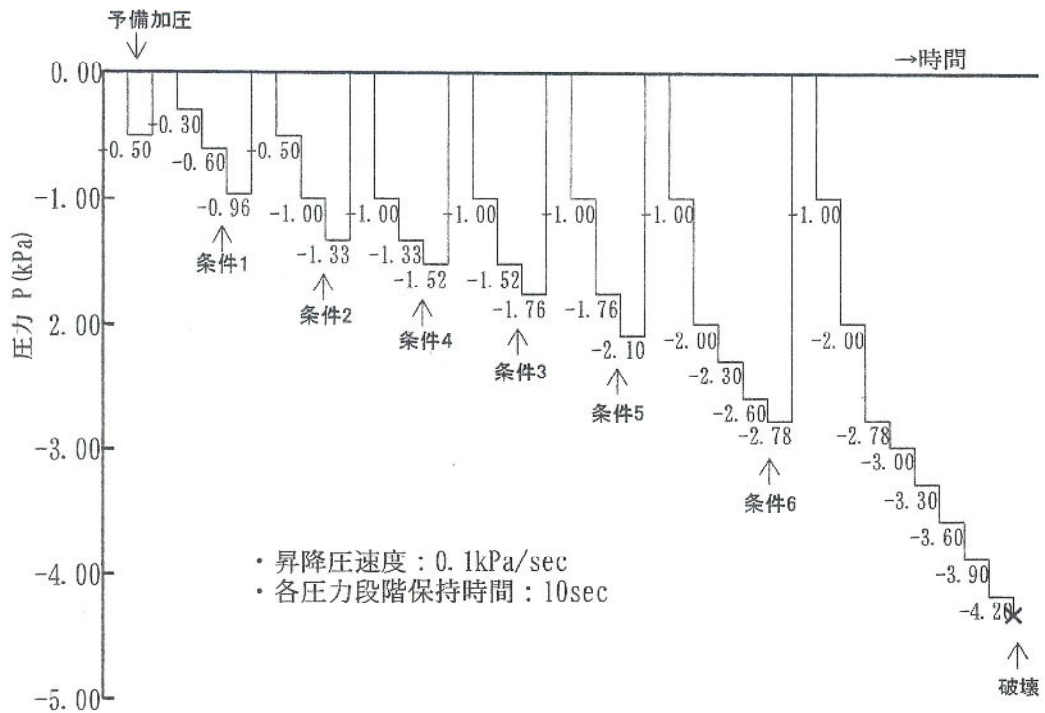 予備加圧
→時間
0.00
-0.50
-0.30
-0.60
-0.96
条件1
-0.50
-1.00
-1.33
条件2
-1.00
-1.33
-1.52
条件4
-1.00
-1.52
-1.76
条件3
-1.00
-1.76
-2.10
条件5
-1.00
-2.00
-2.30
-2.60
-2.78
条件6
-1.00
-2.00
-2.78
-3.00
-3.30
-3.60
-3.90
-4.20
破壊
-1.00
2.00
-3.00
-4.00
-5.00
圧力 P(kPa)
・昇降圧速度：0.1kPa/sec
・各圧力段階保持時間：10sec